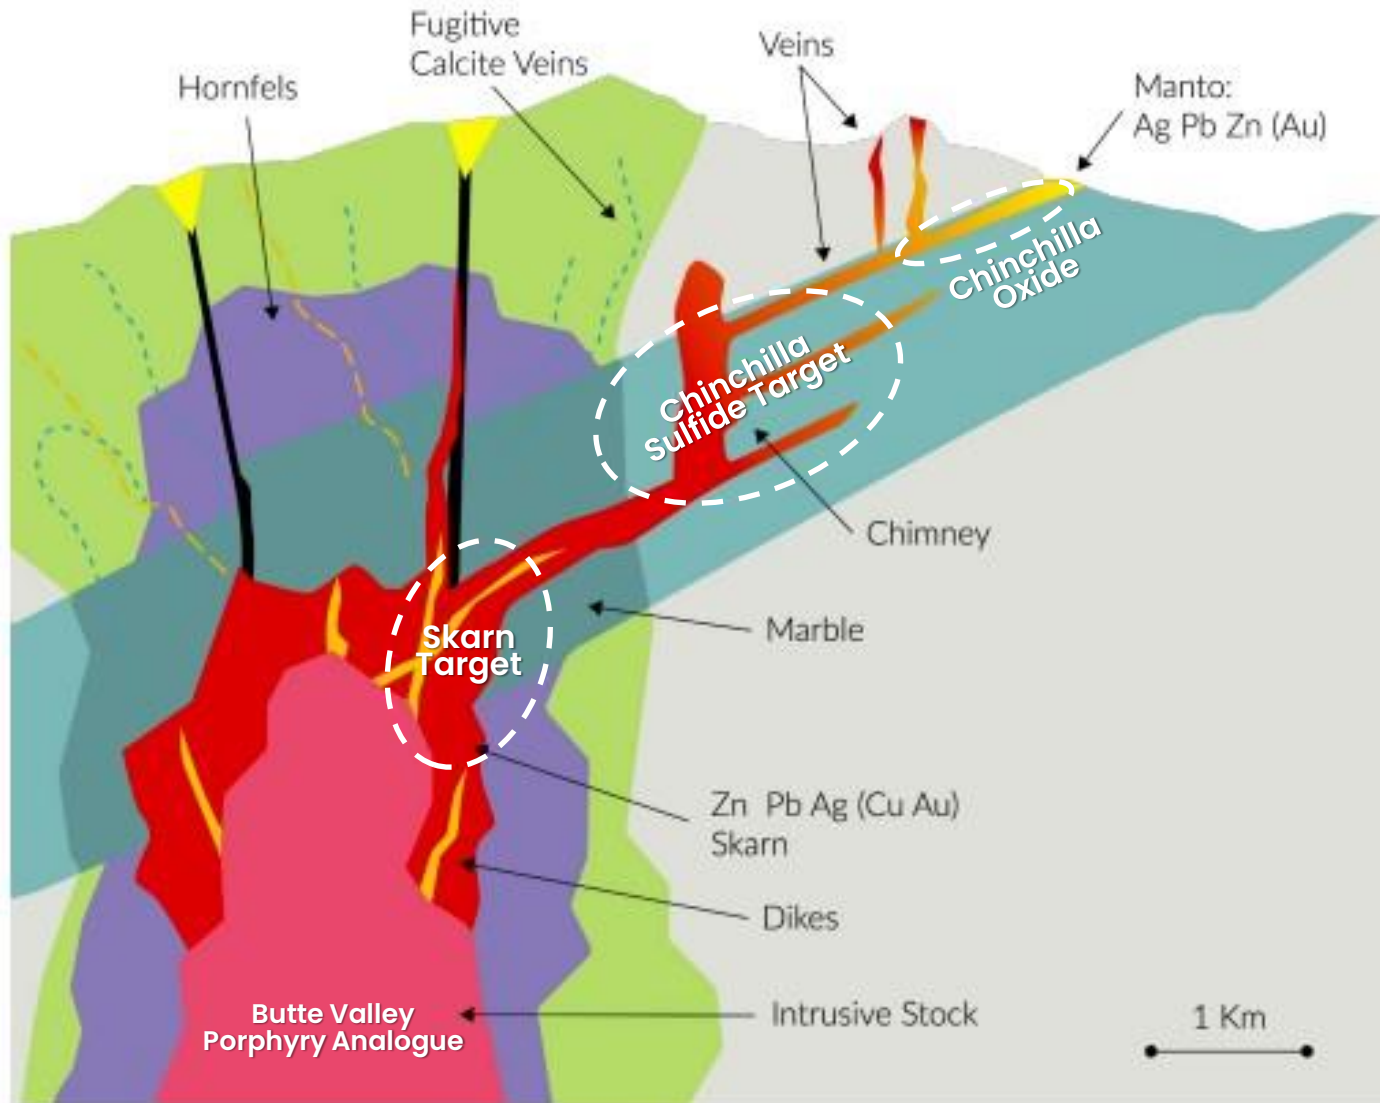 Fugitive
Calcite Veins
Veins
Hornfels
Manto:
Ag Pb Zn (Au)
Chinchilla
Oxide
Chinchilla
Sulfide Target
Chimney
Marble
Skarn
Target
Zn Pb Ag (Cu Au)
Skarn
Dikes
Butte Valley
Porphyry Analogue
Intrusive Stock
1 Km